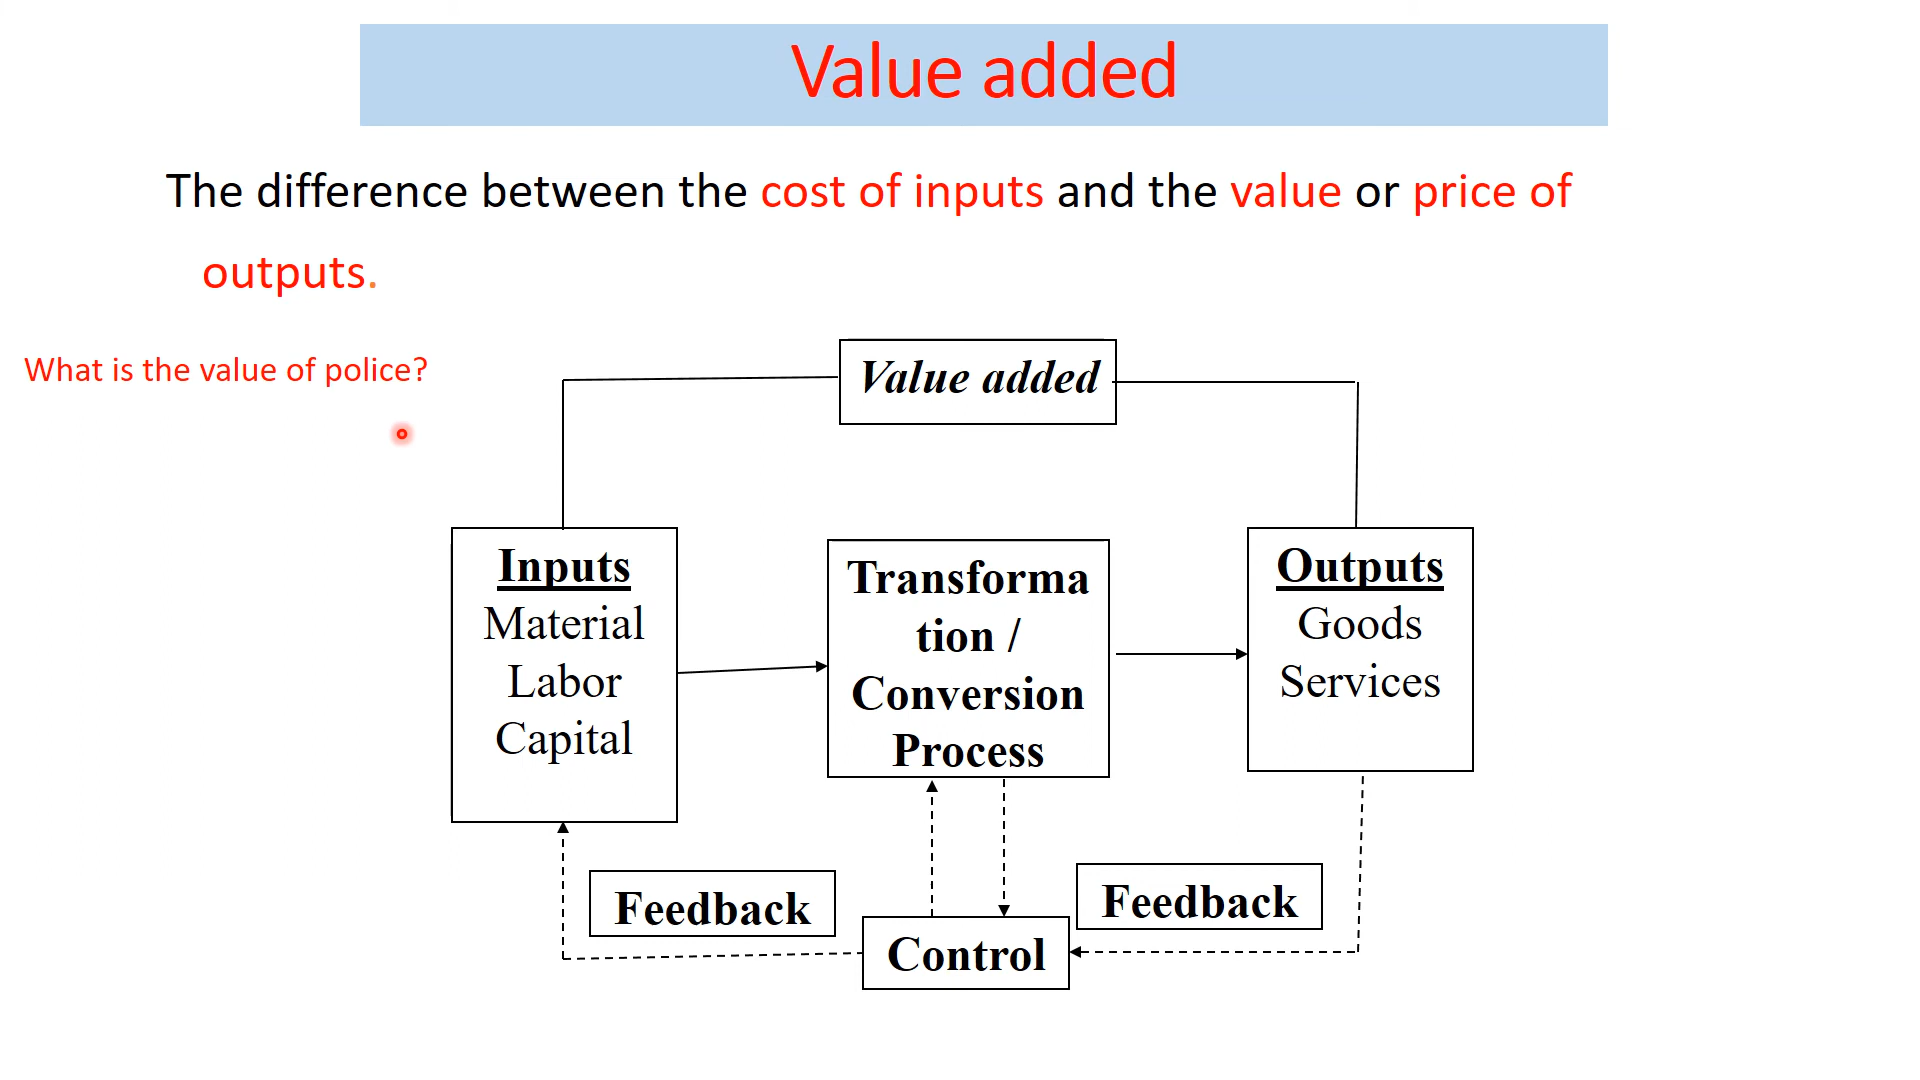 Value added
The difference between the cost of inputs and the value or price of
outputs.
What is the value of police?
Value added
Inputs
Material
Labor
Capital
Transforma
tion /
Conversion
Process
Outputs
Goods
Services
Feedback
Feedback
Control